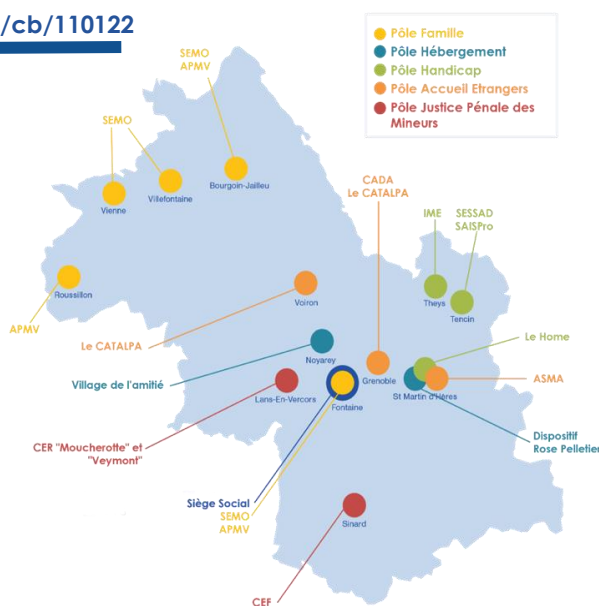 /cb/110122
Pôle Famille
Pôle Hébergement
Pôle Handicap
Pôle Accueil Etrangers
Pôle Justice Pénale des
Mineurs
SEMO
APMV
SEMO
Bourgoin-Jailleu
Villefontaine
Vienne
CADA
Le CATALPA
IME
SESSAD
SAISPro
Roussillon
Voiron
Theys
Tencin
APMV
Le CATALPA
Le Home
Noyarey
Village de l'amitié
Grenoble
ASMA
Lans-En-Vercors
Fontaine
St Martin d'Hères
CER "Moucherotte" et
"Veymont"
Dispositif
Rose Pelletier
Siège Social
SEMO
APMV
Sinard
CEF